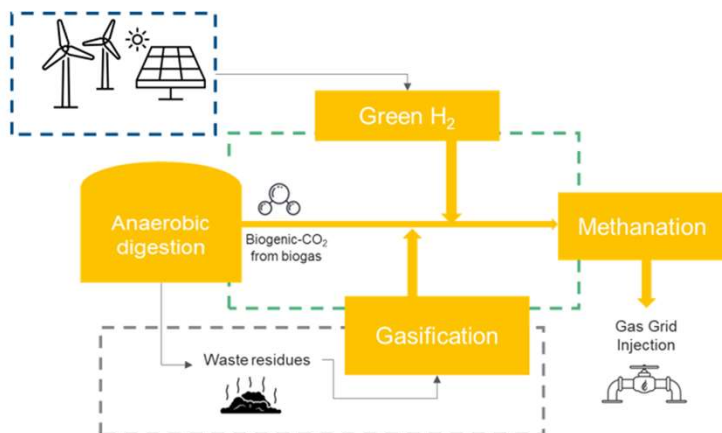 Green H₂
Anaerobic
digestion
Biogenic-CO₂
from biogas
Methanation
Gasification
Waste residues
Gas Grid
Injection